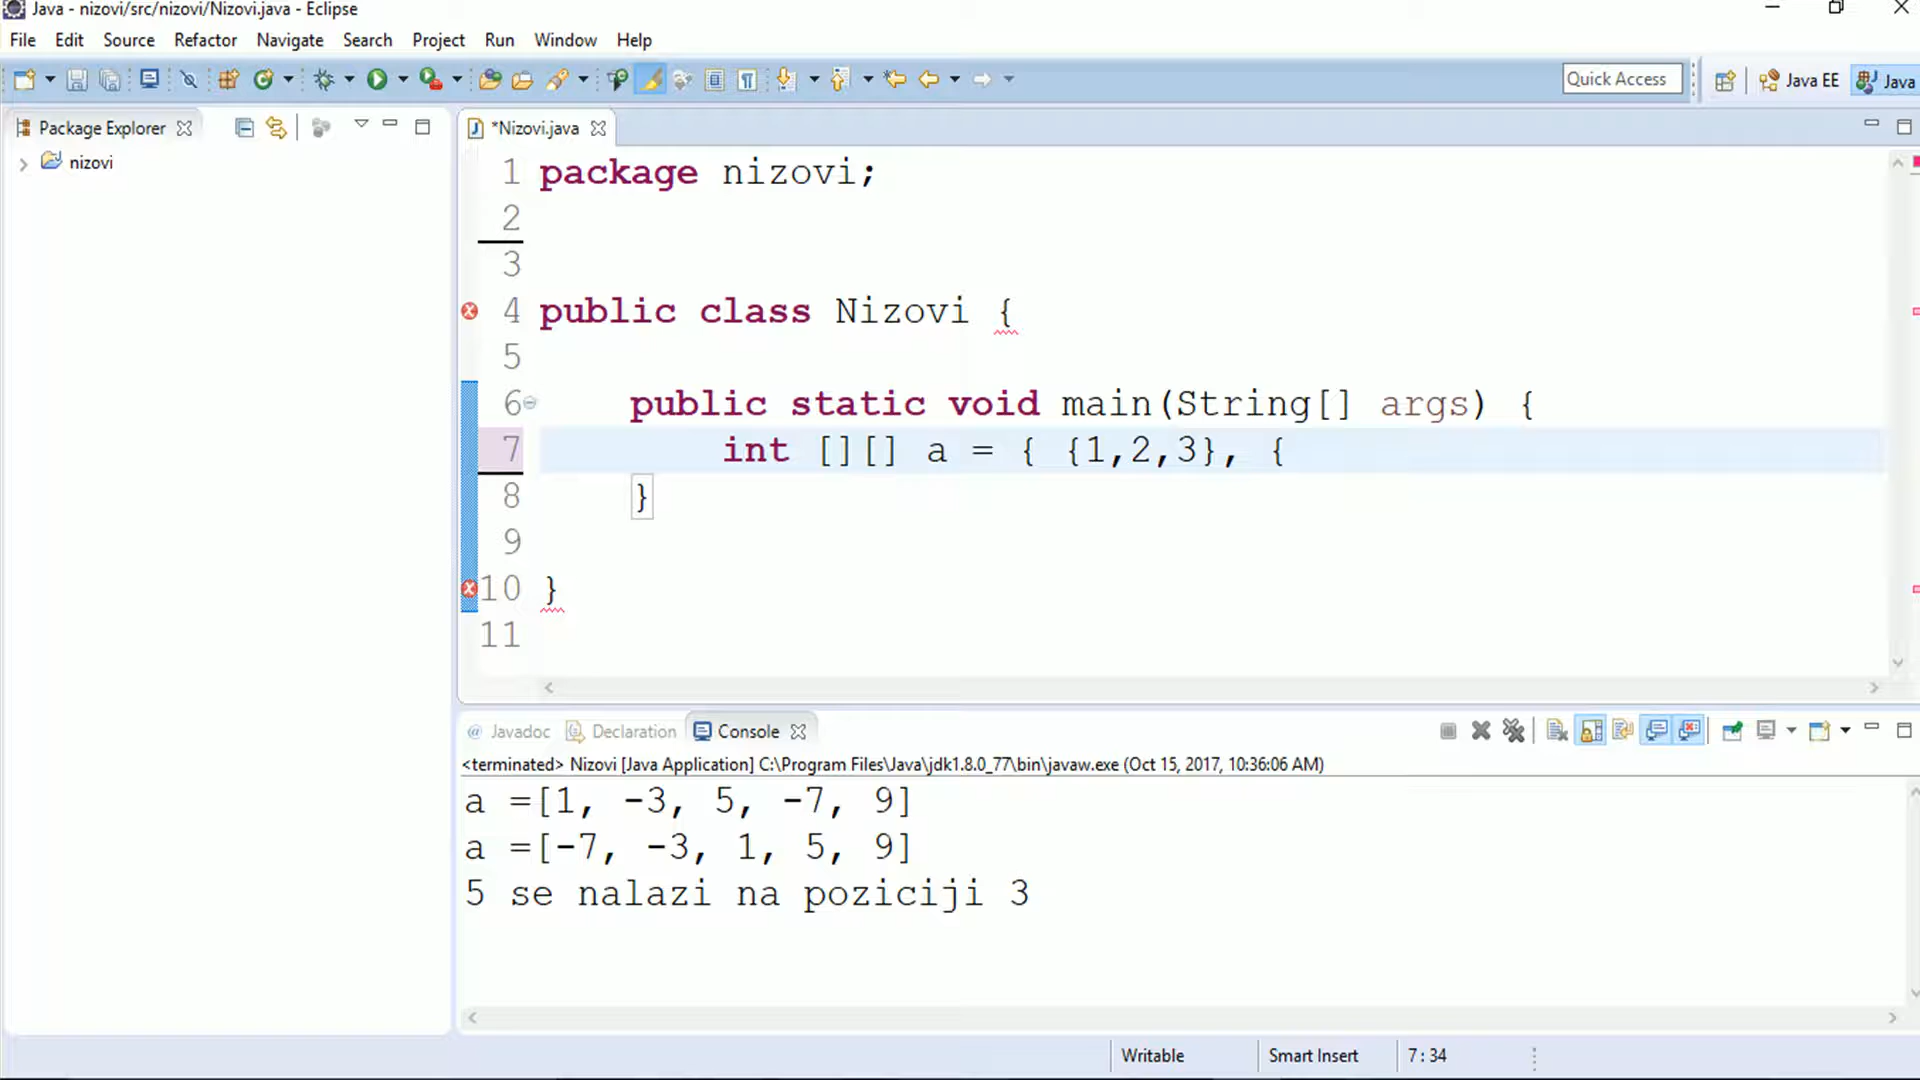 Java - nizovi/src/nizovi/Nizovi.java - Eclipse
File Edit Source Refactor Navigate Search Project Run Window Help
Quick Access Java EE Java
Package Explorer
nizovi
*Nizovi.java
1 package nizovi;
2
3
4 public class Nizovi {
5
6 public static void main(String[] args) {
7 int [][] a = { {1,2,3}, {
8 }
9
10 }
11
@ Javadoc Declaration Console
<terminated> Nizovi [Java Application] C:\Program Files\Java\jdk1.8.0_77\bin\javaw.exe (Oct 15, 2017, 10:36:06 AM)
a =[1, -3, 5, -7, 9]
a =[-7, -3, 1, 5, 9]
5 se nalazi na poziciji 3
Writable Smart Insert 7 : 34